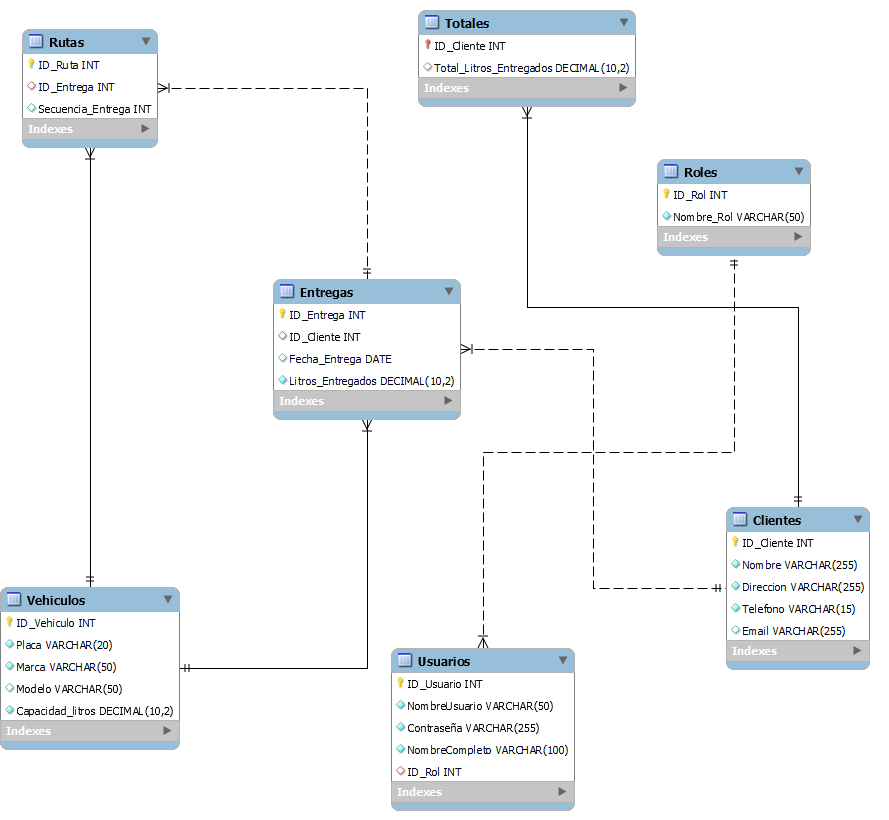 Totales
ID_Cliente INT
Total_Litros_Entregados DECIMAL(10,2)
Indexes
Rutas
ID_Ruta INT
ID_Entrega INT
Secuencia_Entrega INT
Indexes
Roles
ID_Rol INT
Nombre_Rol VARCHAR(50)
Indexes
Entregas
ID_Entrega INT
ID_Cliente INT
Fecha_Entrega DATE
Litros_Entregados DECIMAL(10,2)
Indexes
Clientes
ID_Cliente INT
Nombre VARCHAR(255)
Direccion VARCHAR(255)
Telefono VARCHAR(15)
Email VARCHAR(255)
Indexes
Vehiculos
ID_Vehiculo INT
Placa VARCHAR(20)
Marca VARCHAR(50)
Modelo VARCHAR(50)
Capacidad_litros DECIMAL(10,2)
Indexes
Usuarios
ID_Usuario INT
NombreUsuario VARCHAR(50)
Contraseña VARCHAR(255)
NombreCompleto VARCHAR(100)
ID_Rol INT
Indexes